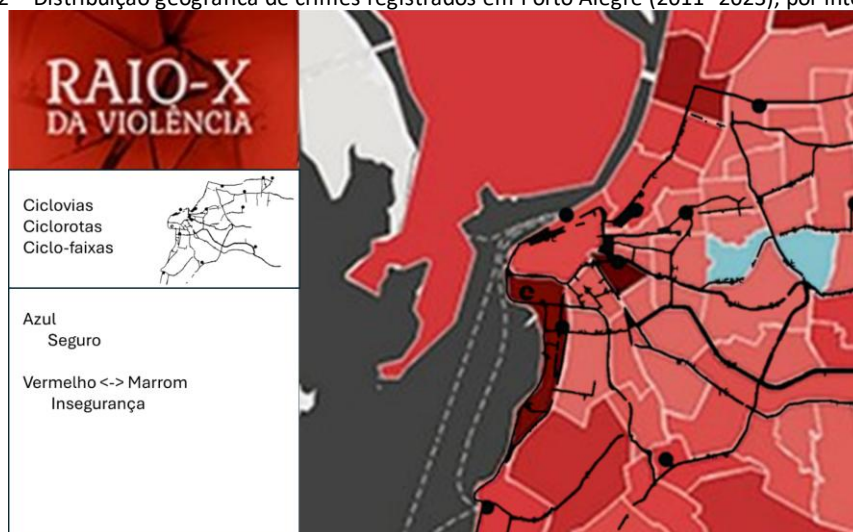 Distribuição geográfica de crimes registrados em Porto Alegre (2011–2023), por
RAIO-X
DA VIOLÊNCIA
Ciclovias
Ciclorotas
Ciclo-faixas
Azul
Seguro
Vermelho <-> Marrom
Insegurança